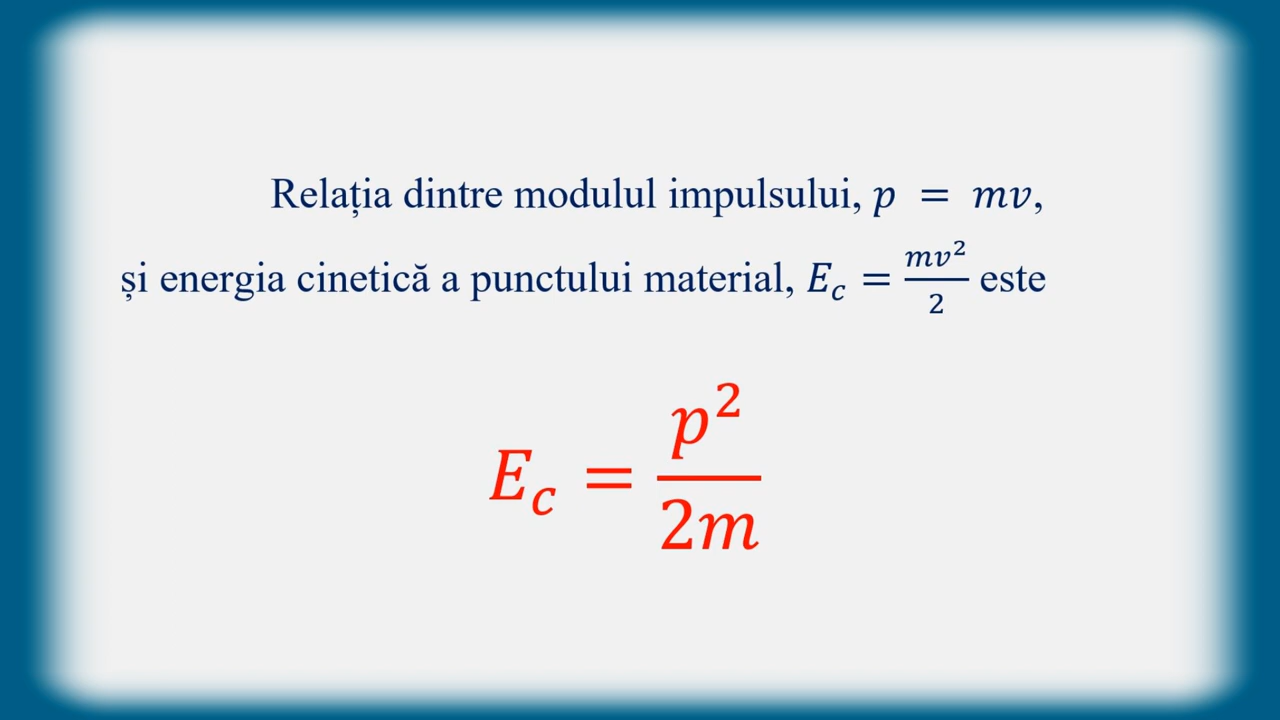 Relația dintre modulul impulsului, p = mv,
și energia cinetică a punctului material, E_c = mv²/2 este
E_c = p²/2m